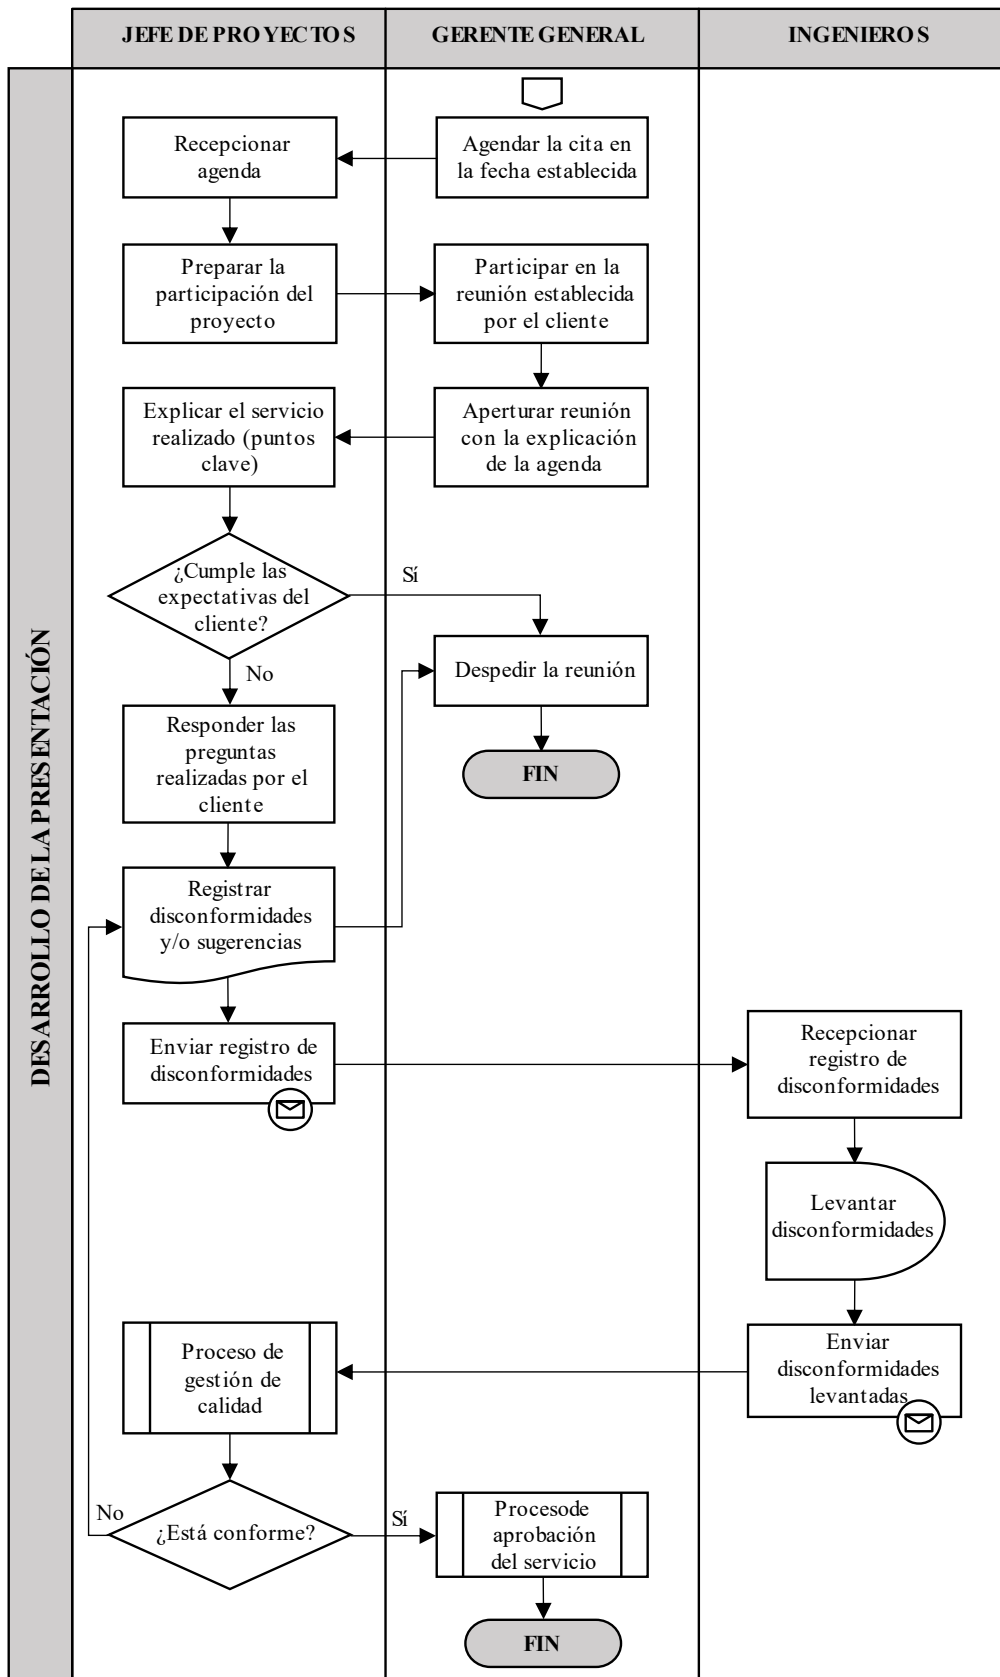 JEFE DE PROYECTOS
GERENTE GENERAL
INGENIEROS
DESARROLLO DE LA PRESENTACIÓN
Recepcionar
agenda
Agendar la cita en
la fecha establecida
Preparar la
participación del
proyecto
Participar en la
reunión establecida
por el cliente
Explicar el servicio
realizado (puntos
clave)
Aperturar reunión
con la explicación
de la agenda
¿Cumple las
expectativas del
cliente?
Sí
No
Despedir la reunión
Responder las
preguntas
realizadas por el
cliente
FIN
Registrar
disconformidades
y/o sugerencias
Enviar registro de
disconformidades
Recepcionar
registro de
disconformidades
Levantar
disconformidades
Enviar
disconformidades
levantadas
Proceso de
gestión de
calidad
¿Está conforme?
No
Sí
Procesode
aprobación
del servicio
FIN